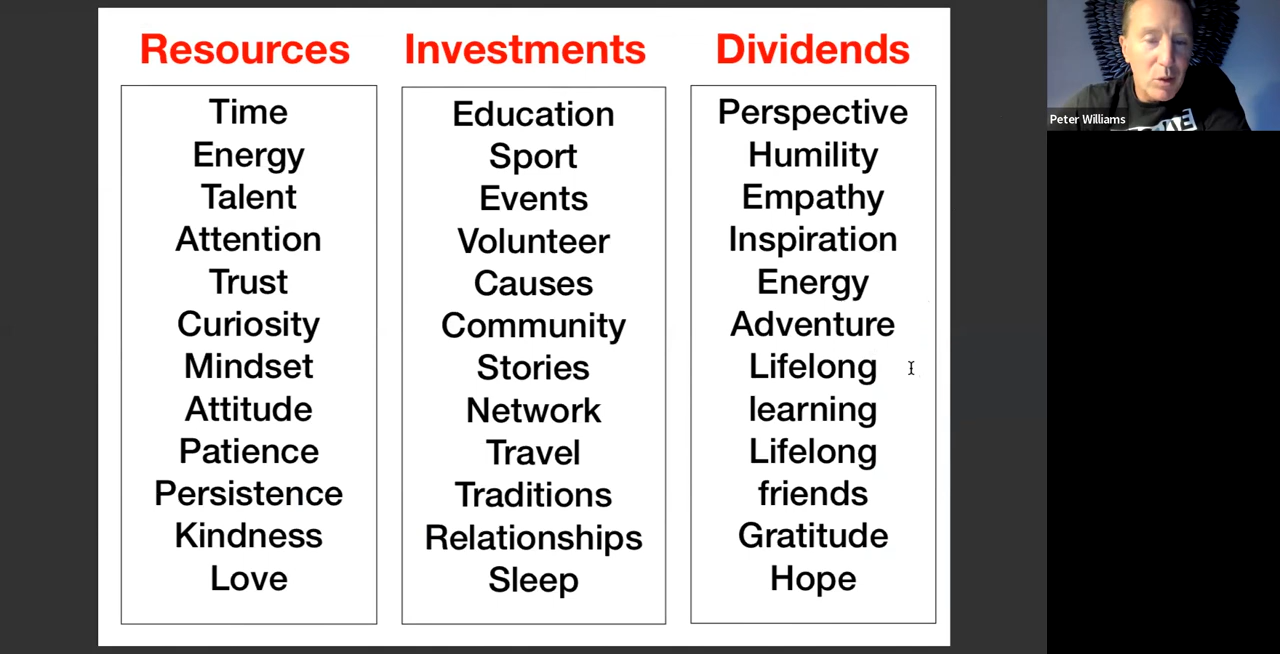 Resources
Time
Energy
Talent
Attention
Trust
Curiosity
Mindset
Attitude
Patience
Persistence
Kindness
Love
Investments
Education
Sport
Events
Volunteer
Causes
Community
Stories
Network
Travel
Traditions
Relationships
Sleep
Dividends
Perspective
Humility
Empathy
Inspiration
Energy
Adventure
Lifelong
learning
Lifelong
friends
Gratitude
Hope
Peter Williams